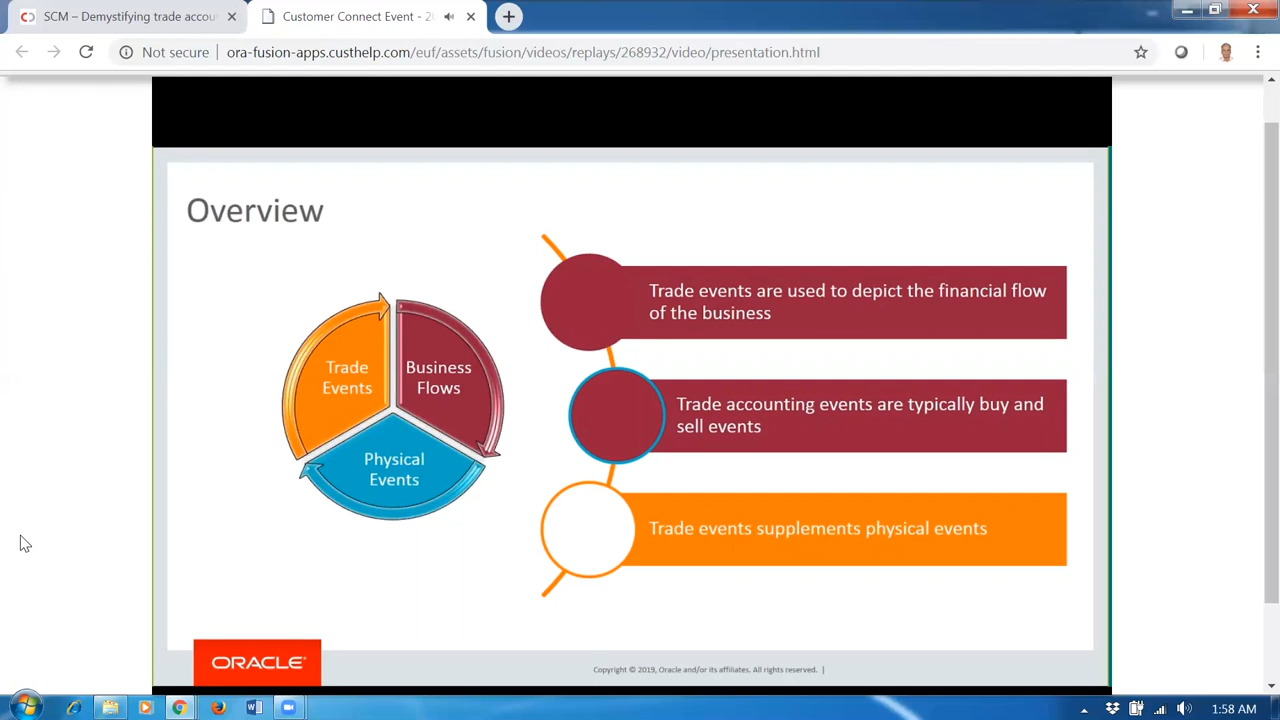 SCM – Demystifying trade accou
Customer Connect Event - 2
Not secure
ora-fusion-apps.custhelp.com/euf/assets/fusion/videos/replays/268932/video/presentation.html
Overview
Trade
Events
Business
Flows
Physical
Events
Trade events are used to depict the financial flow
of the business
Trade accounting events are typically buy and
sell events
Trade events supplements physical events
ORACLE®
Copyright © 2019, Oracle and/or its affiliates. All rights reserved. |
1:58 AM